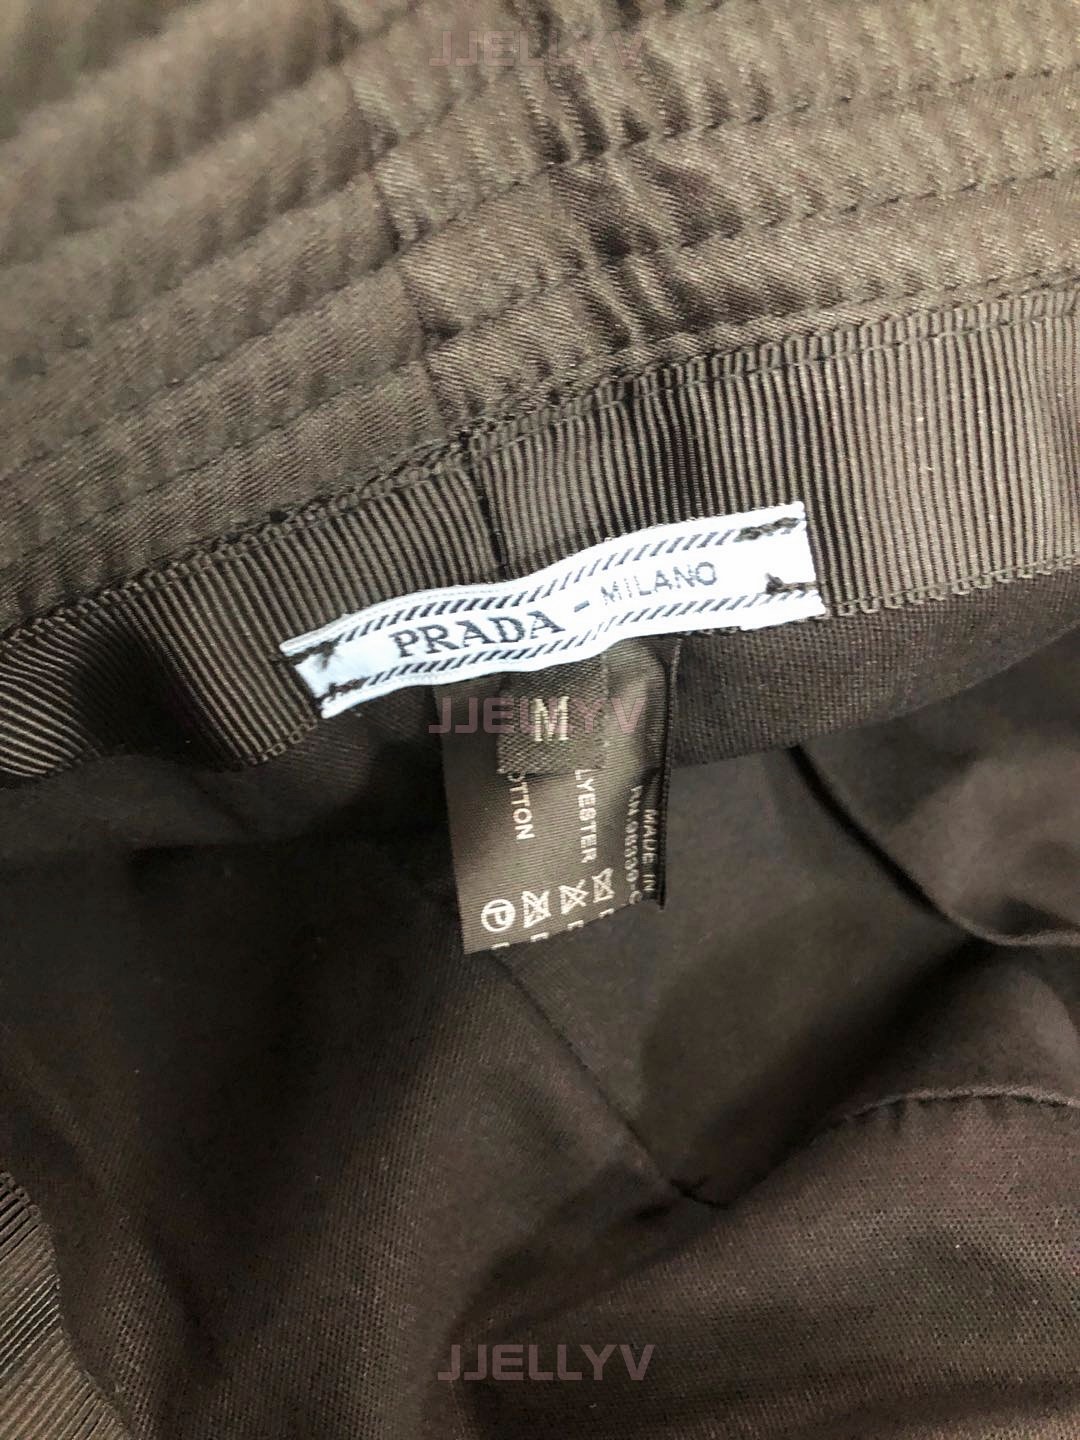 JJELLYV
PRADA - MILANO
JJELLYV
M
OTTON
LYESTER
MADE IN
JJELLYV